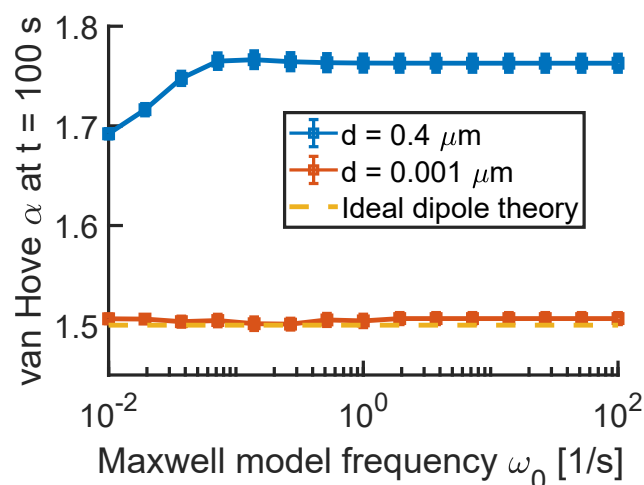 van Hove α at t = 100 s
1.8
1.7
1.6
1.5
d = 0.4 μm
d = 0.001 μm
Ideal dipole theory
10^-2
10^0
10^2
Maxwell model frequency ω_0 [1/s]